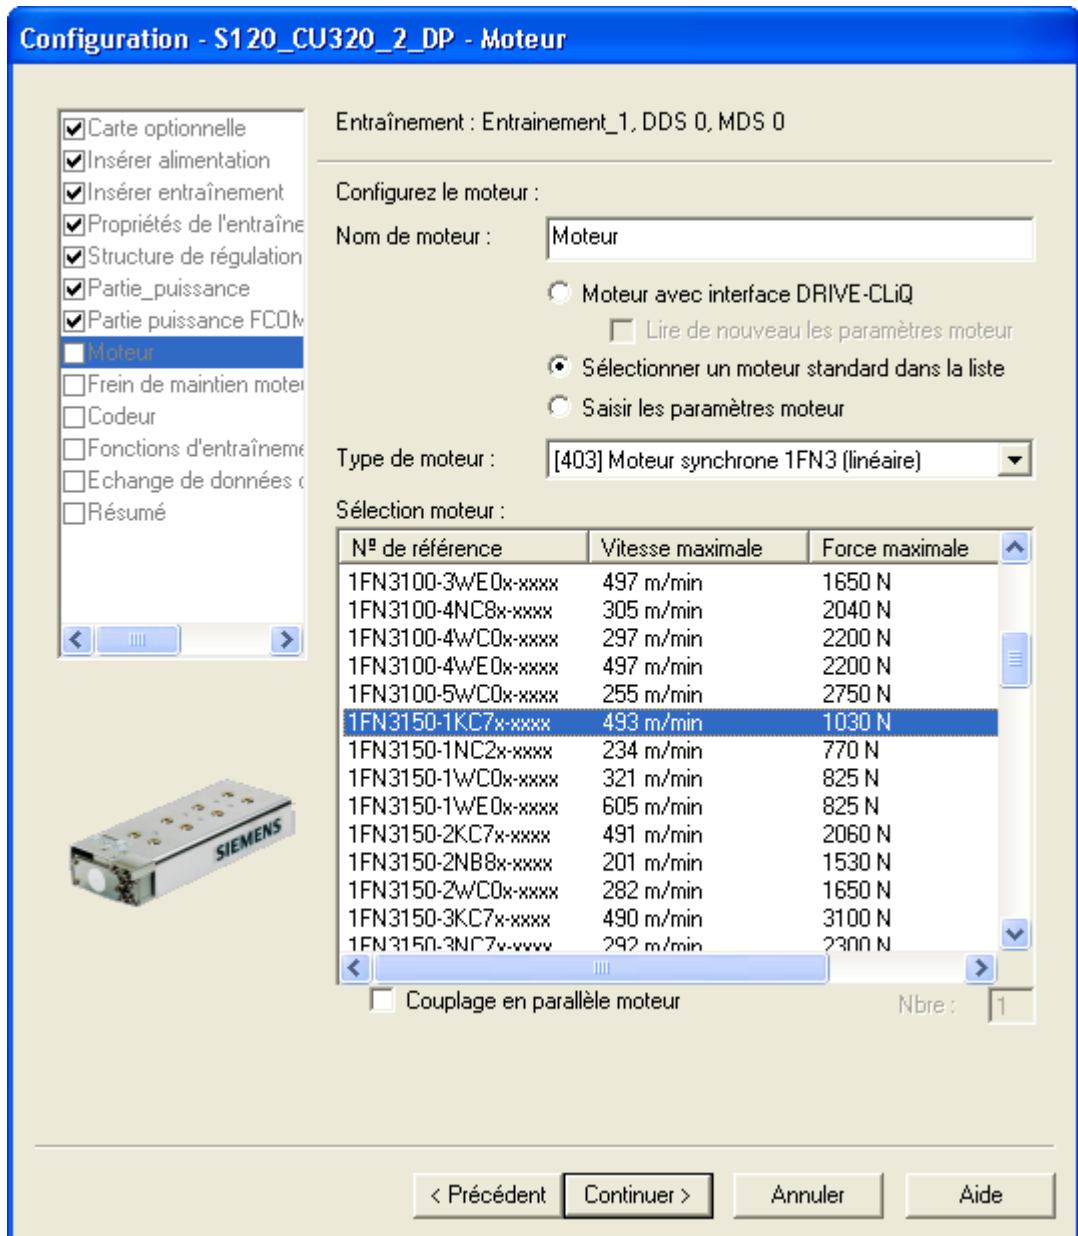 Configuration - S120_CU320_2_DP - Moteur
Carte optionnelle
Insérer alimentation
Insérer entraînement
Propriétés de l'entraîne
Structure de régulation
Partie_puissance
Partie puissance FCOM
Moteur
Frein de maintien moteu
Codeur
Fonctions d'entraîneme
Echange de données d
Résumé
SIEMENS
Entraînement : Entrainement_1, DDS 0, MDS 0
Configurez le moteur :
Nom de moteur : Moteur
Moteur avec interface DRIVE-CLiQ
Lire de nouveau les paramètres moteur
Sélectionner un moteur standard dans la liste
Saisir les paramètres moteur
Type de moteur : [403] Moteur synchrone 1FN3 (linéaire)
Sélection moteur :
Nº de référence Vitesse maximale Force maximale
1FN3100-3WE0x-xxxx 497 m/min 1650 N
1FN3100-4NC8x-xxxx 305 m/min 2040 N
1FN3100-4WC0x-xxxx 297 m/min 2200 N
1FN3100-4WE0x-xxxx 497 m/min 2200 N
1FN3100-5WC0x-xxxx 255 m/min 2750 N
1FN3150-1KC7x-xxxx 493 m/min 1030 N
1FN3150-1NC2x-xxxx 234 m/min 770 N
1FN3150-1WC0x-xxxx 321 m/min 825 N
1FN3150-1WE0x-xxxx 605 m/min 825 N
1FN3150-2KC7x-xxxx 491 m/min 2060 N
1FN3150-2NB8x-xxxx 201 m/min 1530 N
1FN3150-2WC0x-xxxx 282 m/min 1650 N
1FN3150-3KC7x-xxxx 490 m/min 3100 N
1FN3150-3NC7x-xxxx 292 m/min 2300 N
Couplage en parallèle moteur Nbre : 1
< Précédent Continuer > Annuler Aide